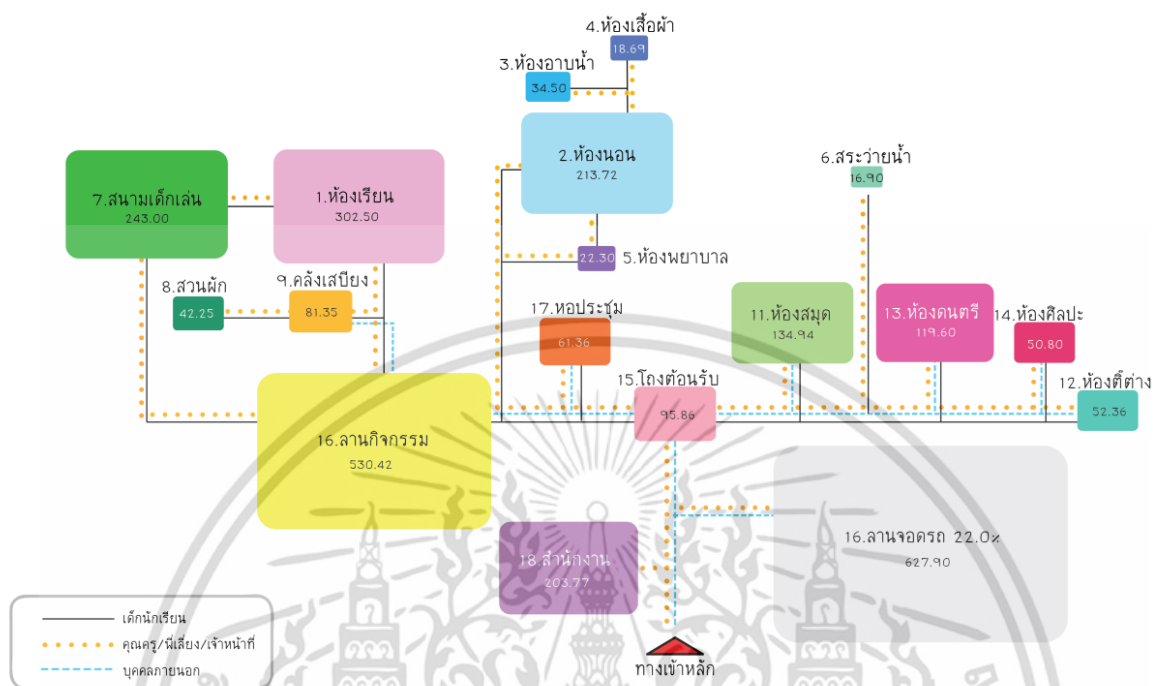 4.ห้องเสื้อผ้า
18.69
3.ห้องอาบน้ำ
34.50
2.ห้องนอน
213.72
6.สระว่ายน้ำ
16.90
7.สนามเด็กเล่น
243.00
1.ห้องเรียน
302.50
22.30
5.ห้องพยาบาล
8.สวนผัก
42.25
9.คลังเสบียง
81.35
17.หอประชุม
61.36
11.ห้องสมุด
134.94
13.ห้องดนตรี
119.60
14.ห้องศิลปะ
50.80
15.โถงต้อนรับ
95.86
12.ห้องติ๊ต่าง
52.36
16.ลานกิจกรรม
530.42
18.สำนักงาน
203.77
16.ลานจอดรถ 22.0%
627.90
เด็กนักเรียน
คุณครู/พี่เลี่ยง/เจ้าหน้าที่
บุคคลภายนอก
ทางเข้าหลัก